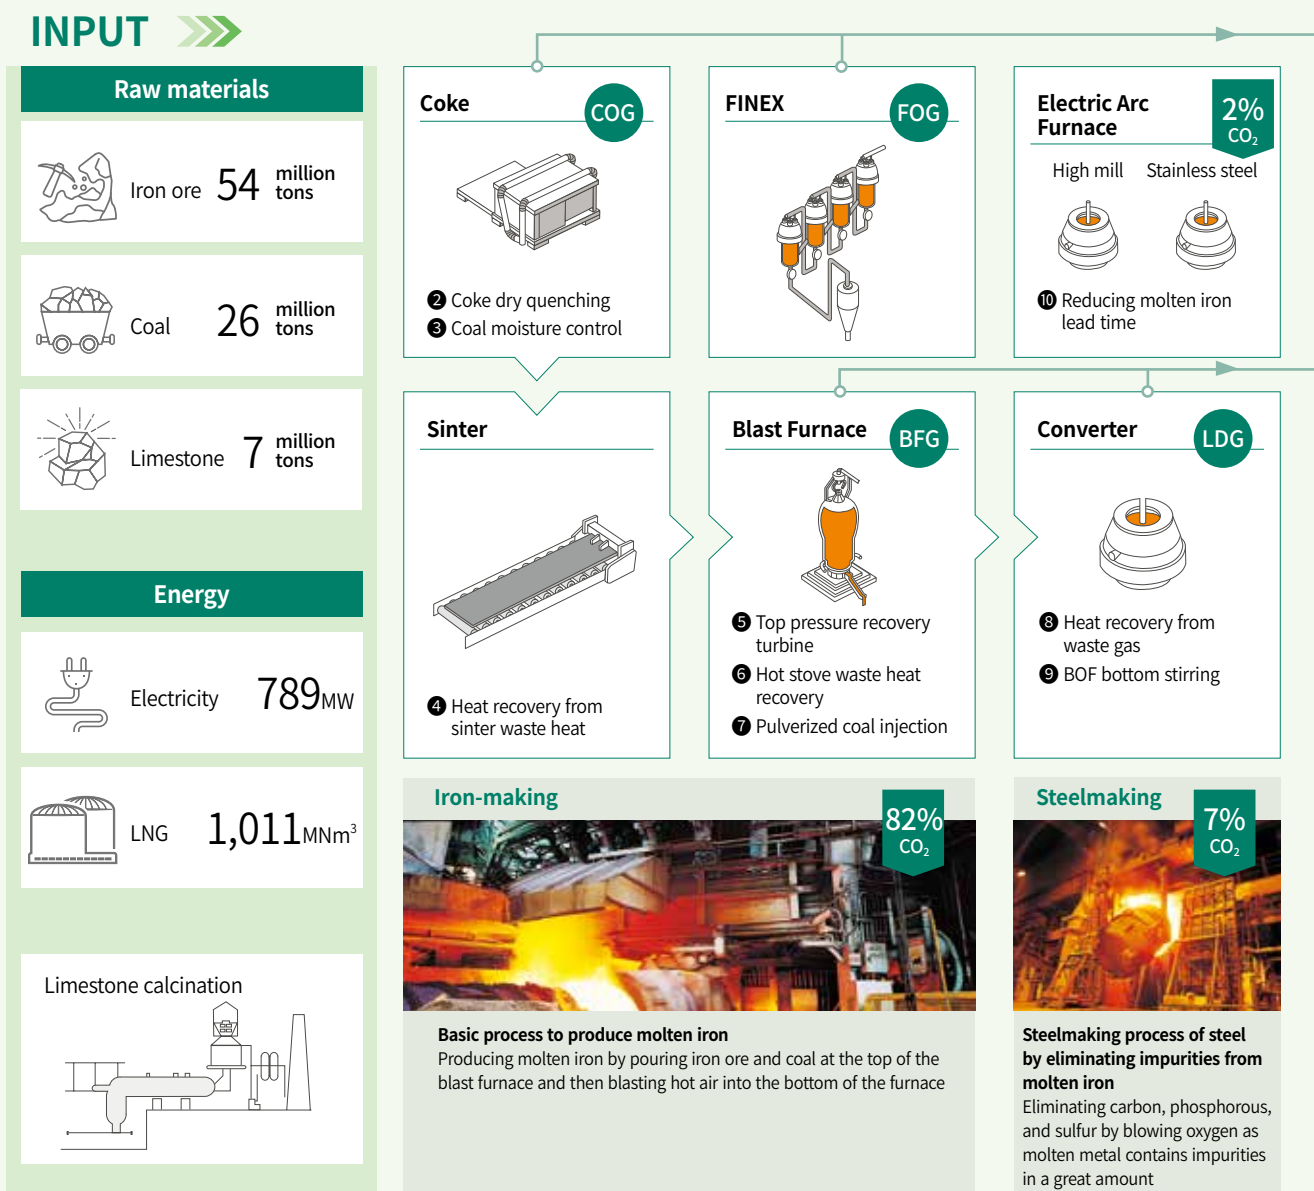 INPUT
Raw materials
Iron ore 54 million tons
Coal 26 million tons
Limestone 7 million tons
Energy
Electricity 789MW
LNG 1,011MNm³
Limestone calcination
Coke
COG
❷ Coke dry quenching
❸ Coal moisture control
FINEX
FOG
Electric Arc
Furnace
2%
CO₂
High mill Stainless steel
❿ Reducing molten iron
lead time
Sinter
❹ Heat recovery from
sinter waste heat
Blast Furnace
BFG
❺ Top pressure recovery
turbine
❻ Hot stove waste heat
recovery
❼ Pulverized coal injection
Converter
LDG
❽ Heat recovery from
waste gas
❾ BOF bottom stirring
Iron-making
82%
CO₂
Basic process to produce molten iron
Producing molten iron by pouring iron ore and coal at the top of the
blast furnace and then blasting hot air into the bottom of the furnace
Steelmaking
7%
CO₂
Steelmaking process of steel
by eliminating impurities from
molten iron
Eliminating carbon, phosphorous,
and sulfur by blowing oxygen as
molten metal contains impurities
in a great amount